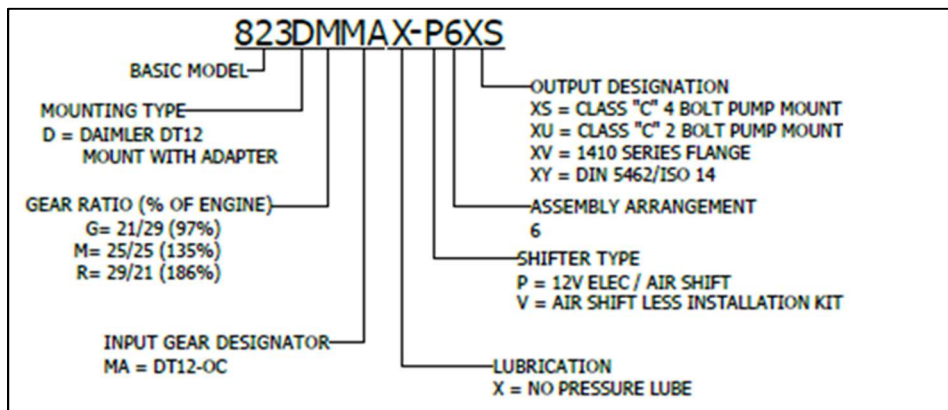 823DMMAX-P6XS
BASIC MODEL
MOUNTING TYPE
D = DAIMLER DT12
MOUNT WITH ADAPTER
GEAR RATIO (% OF ENGINE)
G= 21/29 (97%)
M= 25/25 (135%)
R= 29/21 (186%)
INPUT GEAR DESIGNATOR
MA = DT12-OC
OUTPUT DESIGNATION
XS = CLASS "C" 4 BOLT PUMP MOUNT
XU = CLASS "C" 2 BOLT PUMP MOUNT
XV = 1410 SERIES FLANGE
XY = DIN 5462/ISO 14
ASSEMBLY ARRANGEMENT
6
SHIFTER TYPE
P = 12V ELEC / AIR SHIFT
V = AIR SHIFT LESS INSTALLATION KIT
LUBRICATION
X = NO PRESSURE LUBE